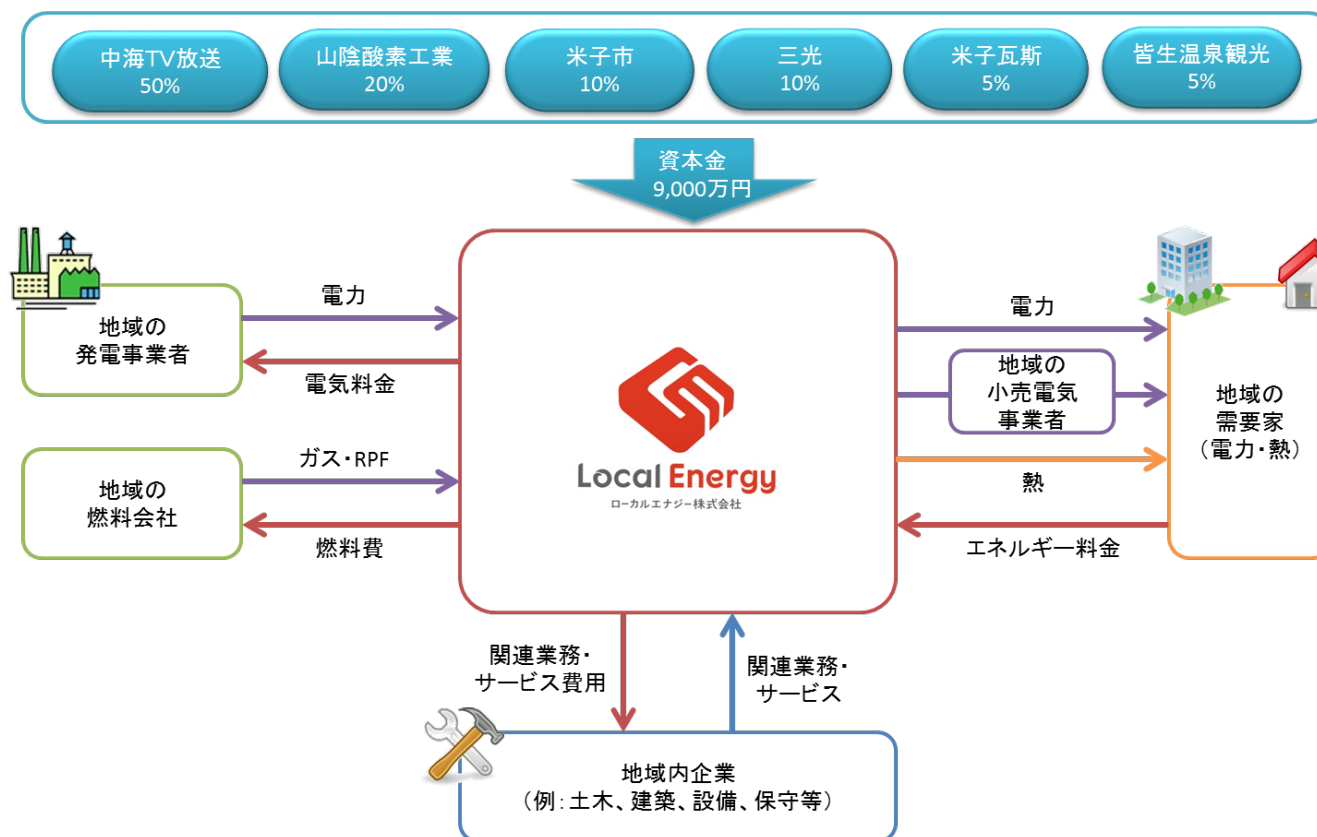 中海TV放送
50%
山陰酸素工業
20%
米子市
10%
三光
10%
米子瓦斯
5%
皆生温泉観光
5%
資本金
9,000万円
地域の
発電事業者
電力
電気料金
地域の
燃料会社
ガス・RPF
燃料費
Local Energy
ローカルエナジー株式会社
電力
地域の
小売電気
事業者
熱
エネルギー料金
地域の
需要家
（電力・熱）
関連業務・
サービス費用
関連業務・
サービス
地域内企業
（例：土木、建築、設備、保守等）